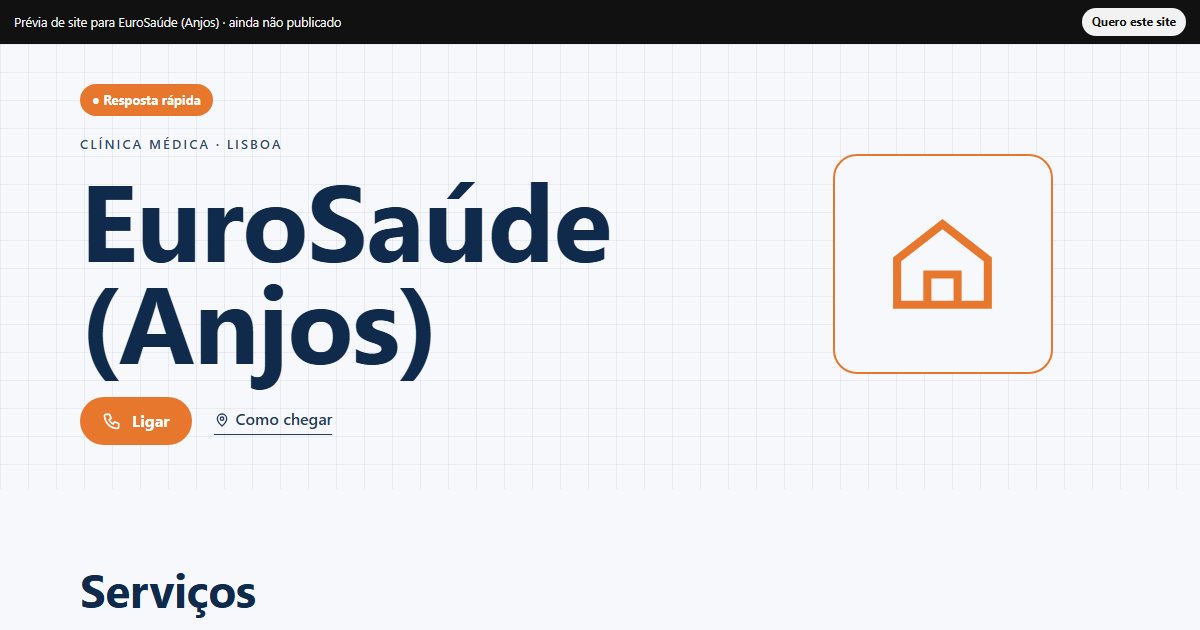 Prévia de site para EuroSaúde (Anjos) · ainda não publicado
Quero este site
Resposta rápida
CLÍNICA MÉDICA · LISBOA
EuroSaúde
(Anjos)
Ligar
Como chegar
Serviços